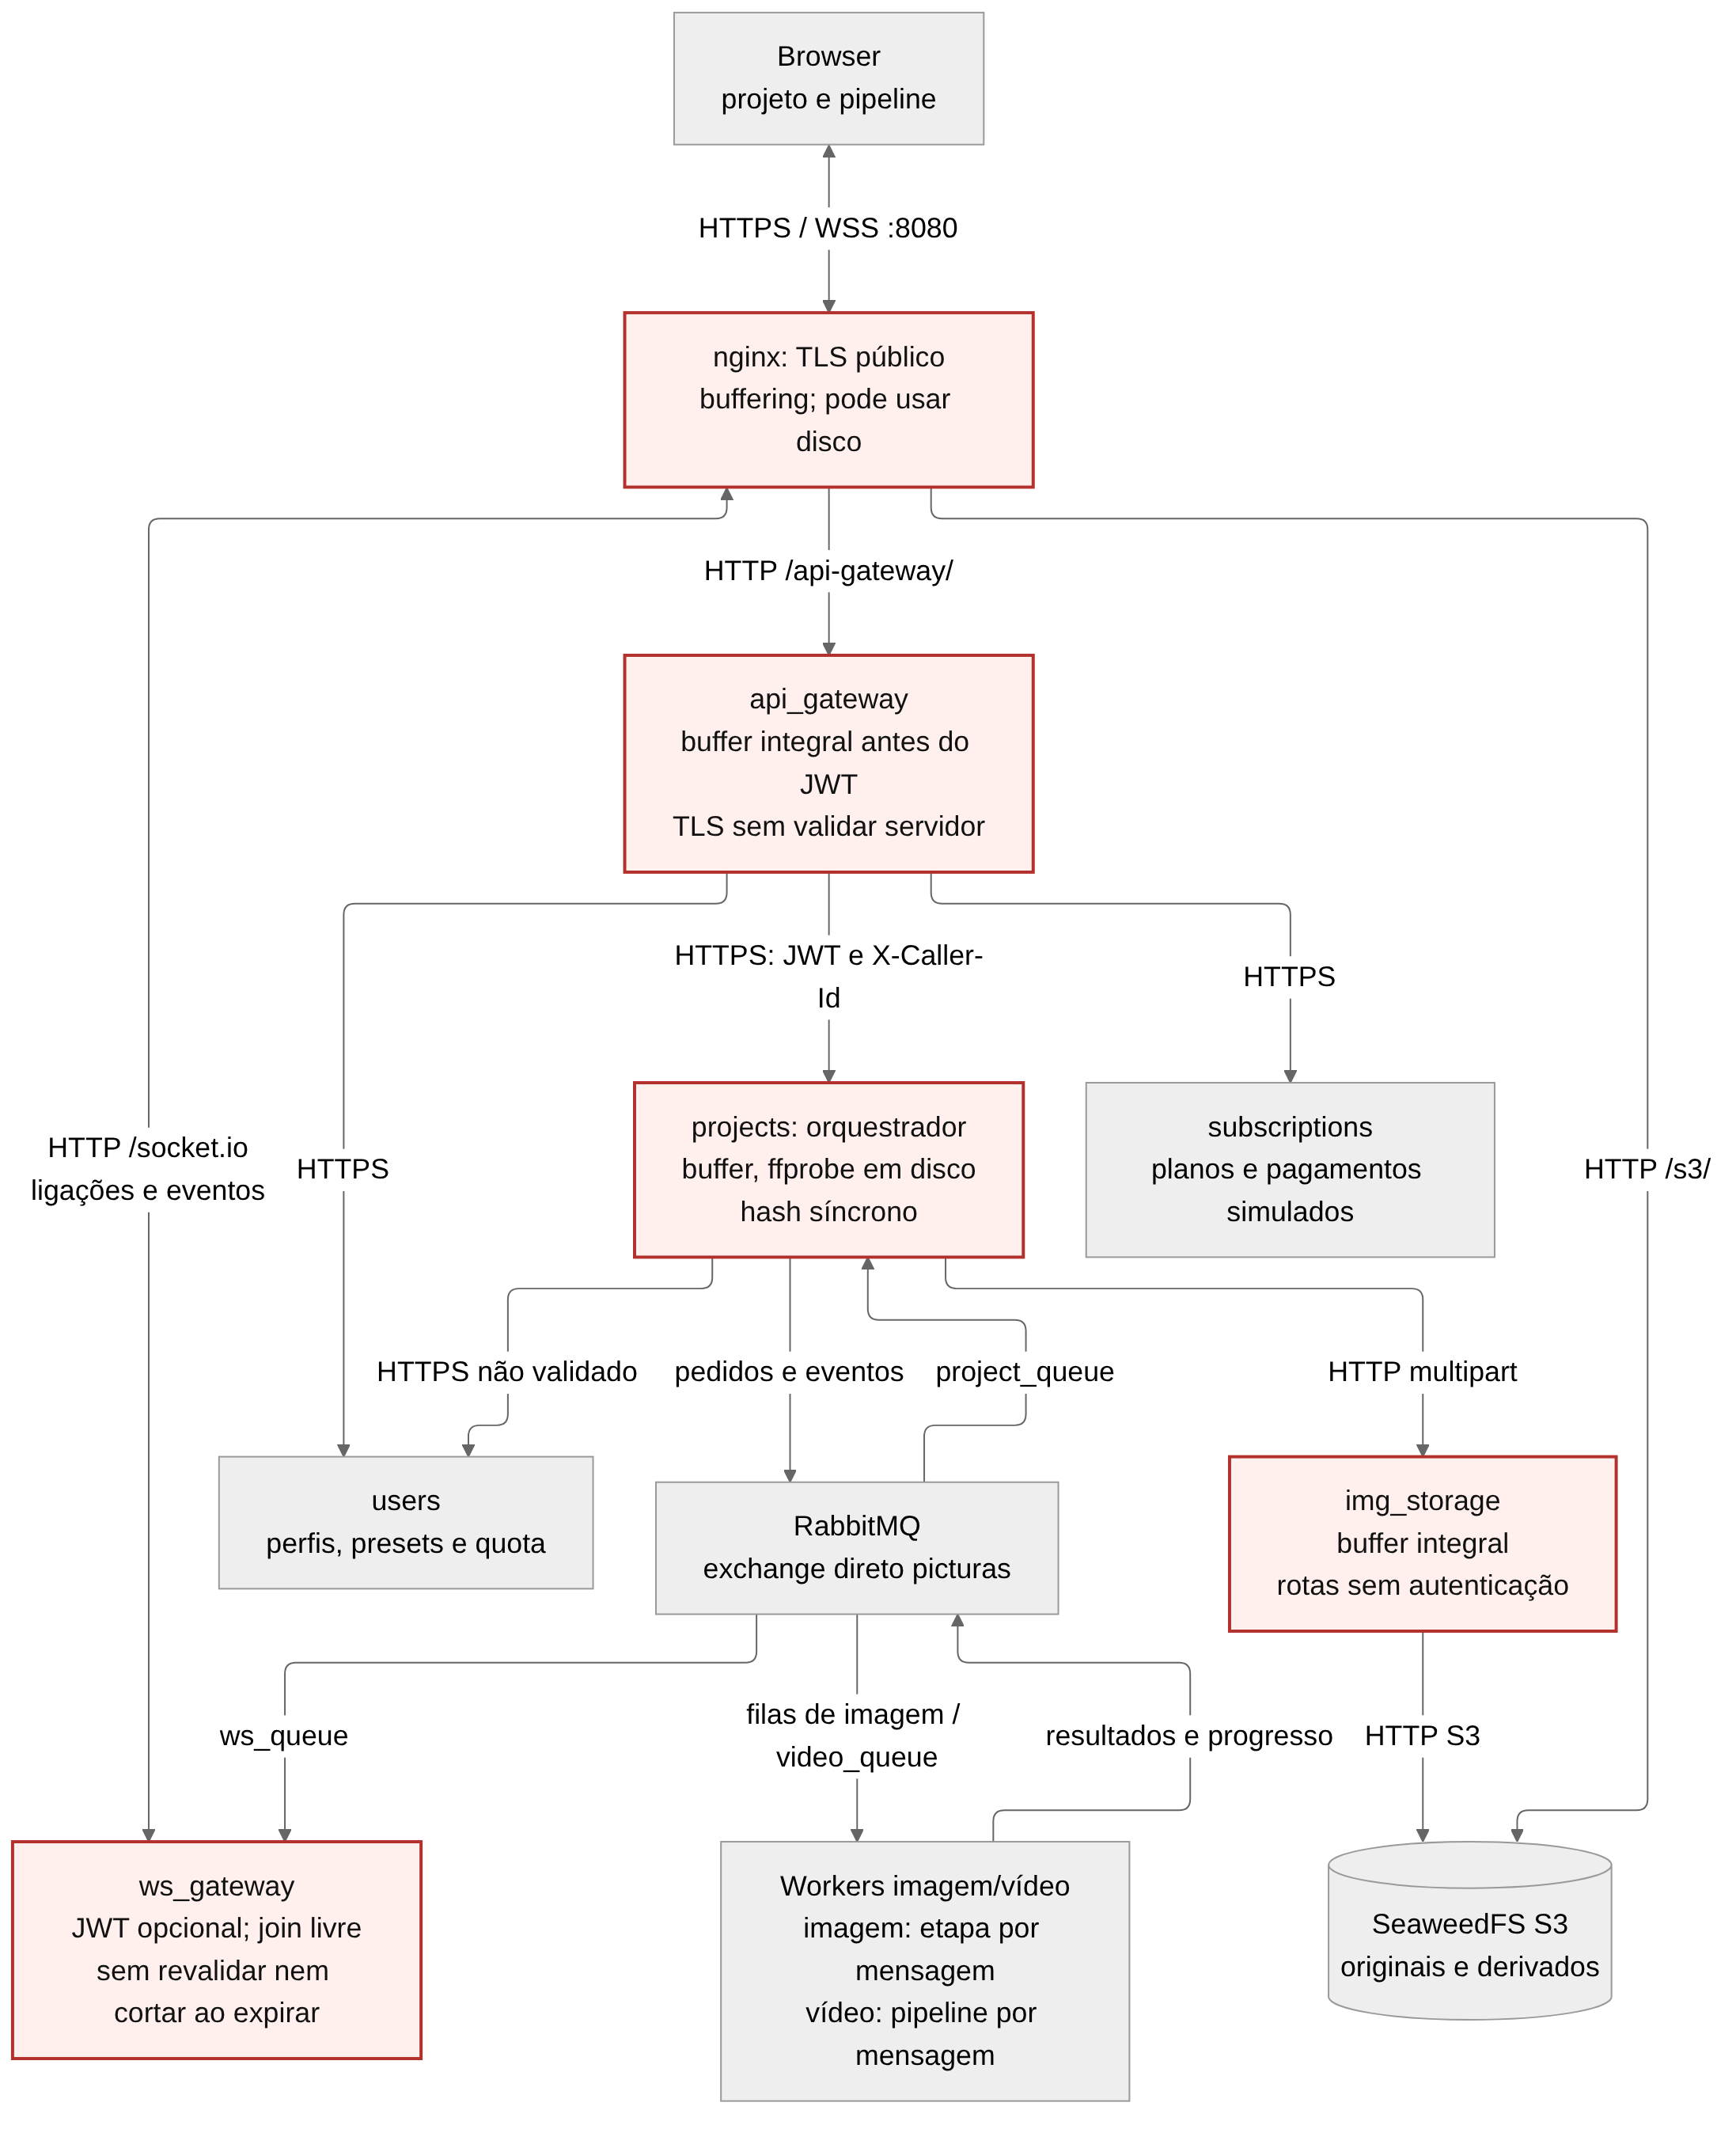 Browser
projeto e pipeline
HTTPS / WSS :8080
nginx: TLS público
buffering; pode usar
disco
HTTP /api-gateway/
api_gateway
buffer integral antes do
JWT
TLS sem validar servidor
HTTPS: JWT e X-Caller-
Id
HTTPS
HTTP /socket.io
ligações e eventos
HTTPS
projects: orquestrador
buffer, ffprobe em disco
hash síncrono
subscriptions
planos e pagamentos
simulados
HTTP /s3/
HTTPS não validado
pedidos e eventos
project_queue
HTTP multipart
users
perfis, presets e quota
RabbitMQ
exchange direto picturas
img_storage
buffer integral
rotas sem autenticação
ws_queue
filas de imagem /
video_queue
resultados e progresso
HTTP S3
ws_gateway
JWT opcional; join livre
sem revalidar nem
cortar ao expirar
Workers imagem/vídeo
imagem: etapa por
mensagem
vídeo: pipeline por
mensagem
SeaweedFS S3
originais e derivados